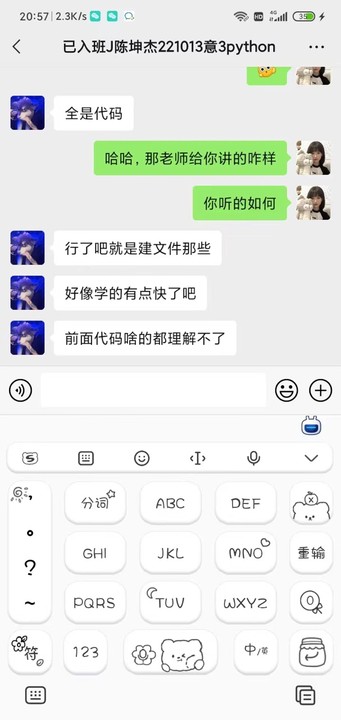 20:57 2.3K/s
HD 4G 35
已入班J陈坤杰221013意3python
全是代码
哈哈，那老师给你讲的咋样
你听的如何
行了吧就是建文件那些
好像学的有点快了吧
前面代码啥的都理解不了
,
。
?
~
分词 ABC DEF
GHI JKL MNO 重输
PQRS TUV WXYZ
符 123 中/英